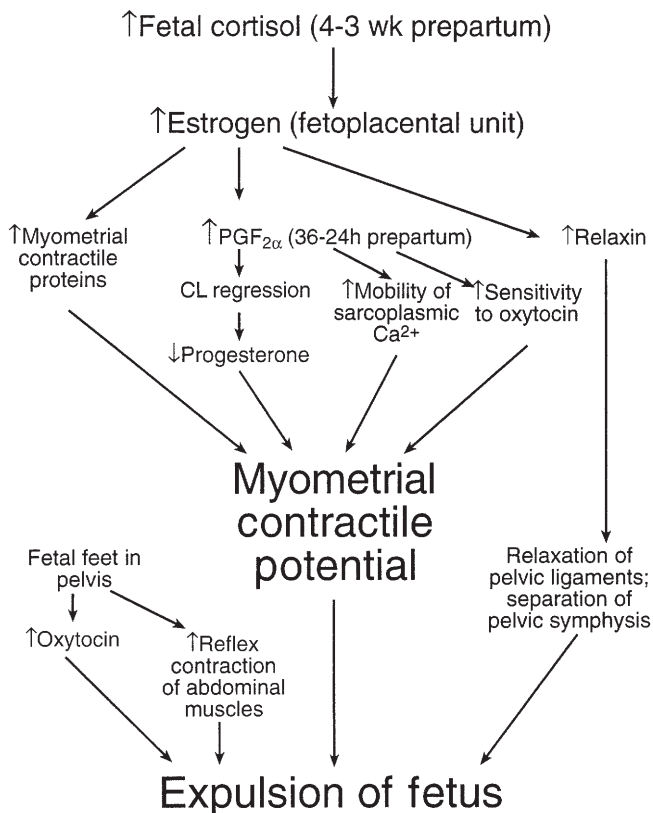 ↑Fetal cortisol (4-3 wk prepartum)
↑Estrogen (fetoplacental unit)
↑Myometrial
contractile
proteins
↑PGF2α (36-24h prepartum)
↑Relaxin
CL regression
↑Mobility of
sarcoplasmic
Ca2+
↑Sensitivity
to oxytocin
↓Progesterone
Myometrial
contractile
potential
Fetal feet in
pelvis
↑Oxytocin
↑Reflex
contraction
of abdominal
muscles
Relaxation of
pelvic ligaments;
separation of
pelvic symphysis
Expulsion of fetus